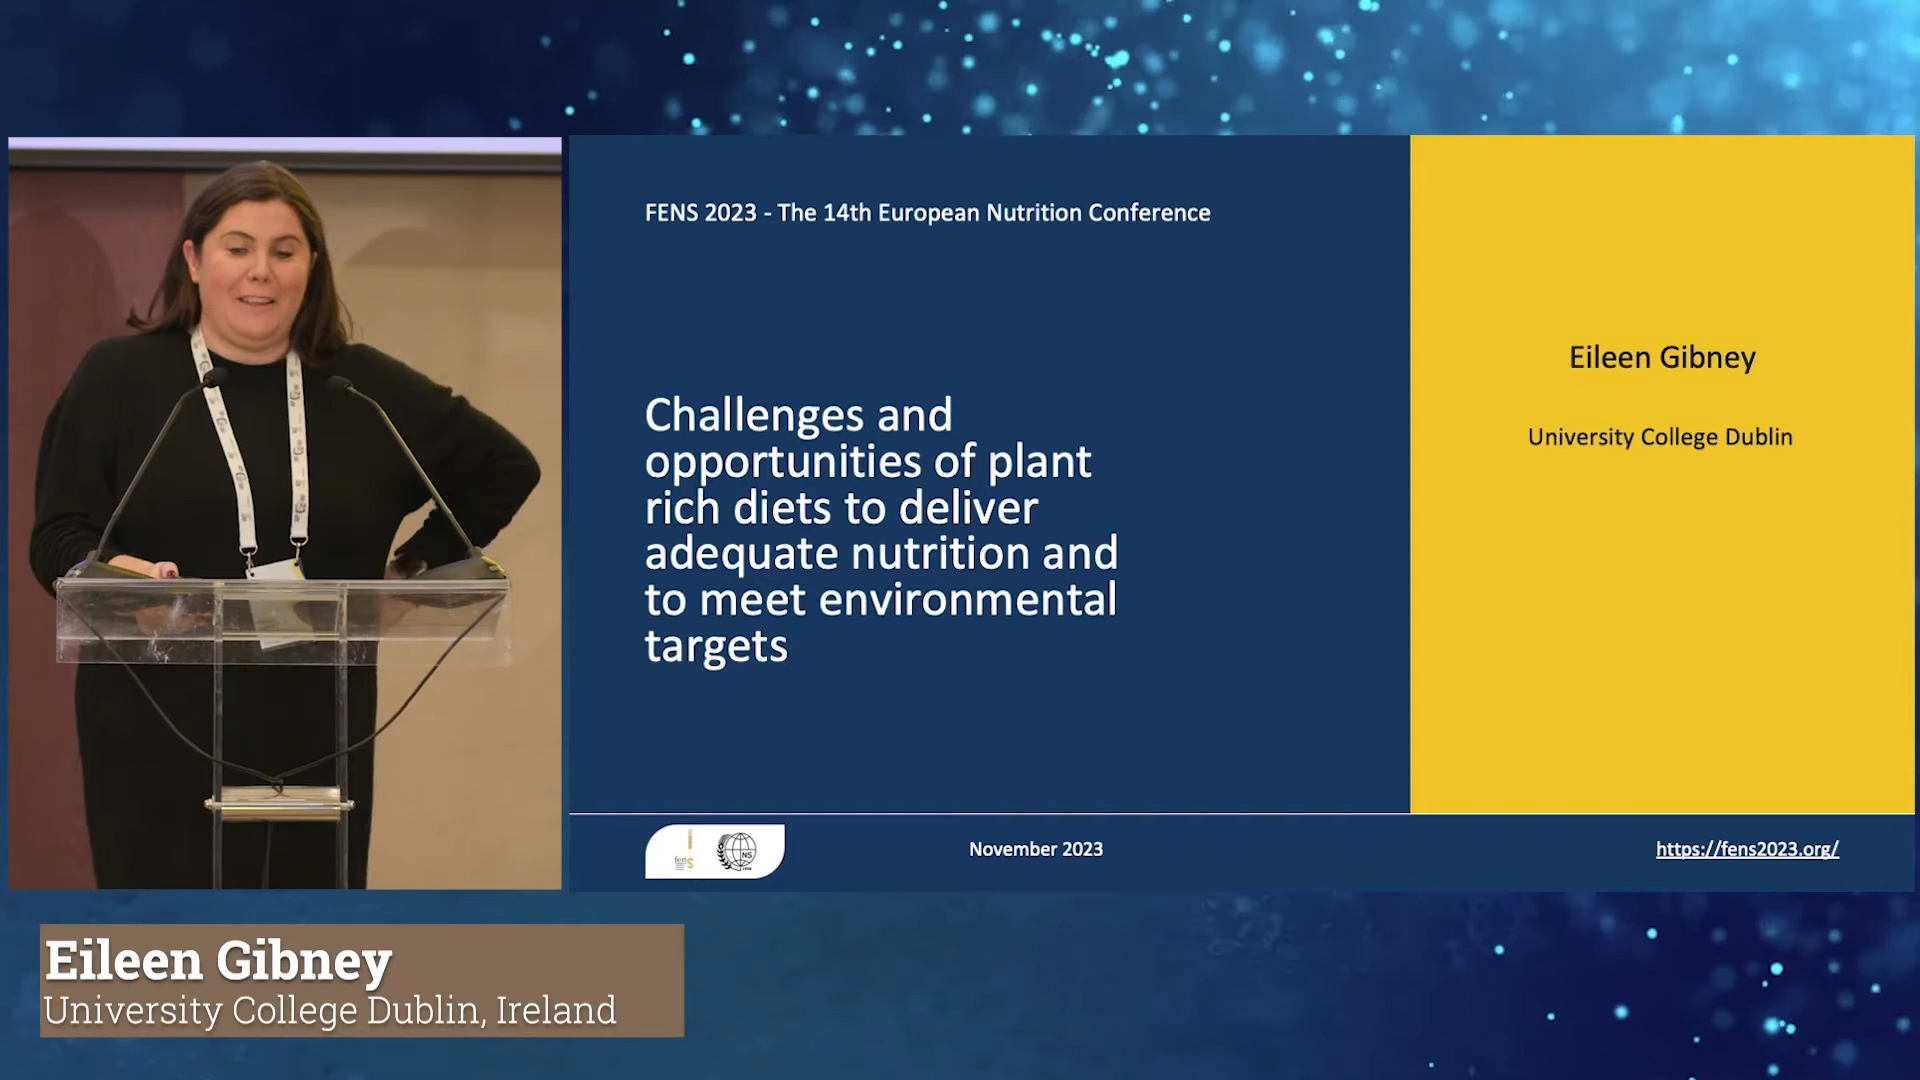 FENS 2023 - The 14th European Nutrition Conference
Challenges and
opportunities of plant
rich diets to deliver
adequate nutrition and
to meet environmental
targets
Eileen Gibney
University College Dublin
fens
NS
November 2023
https://fens2023.org/
Eileen Gibney
University College Dublin, Ireland